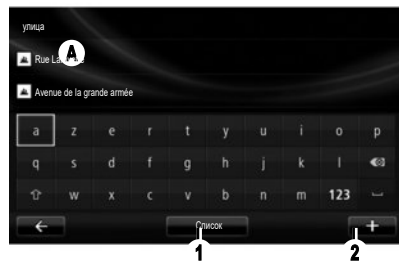 улица
A
Rue La
Avenue de la grande armée
a z e r t y u i o p
q s d f g h j k l
w x c v b n m 123
Список +
1 2